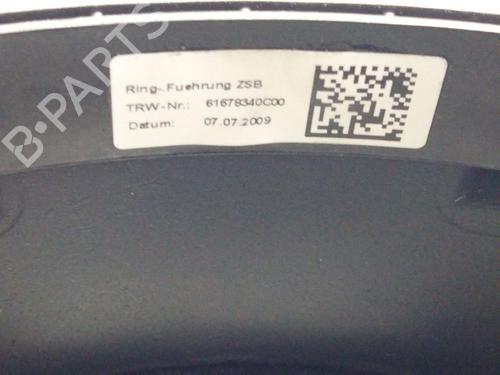 B-PARTS
Ring-.Fuehrung ZSB
TRW-Nr.: 61678340C00
Datum: 07.07.2009